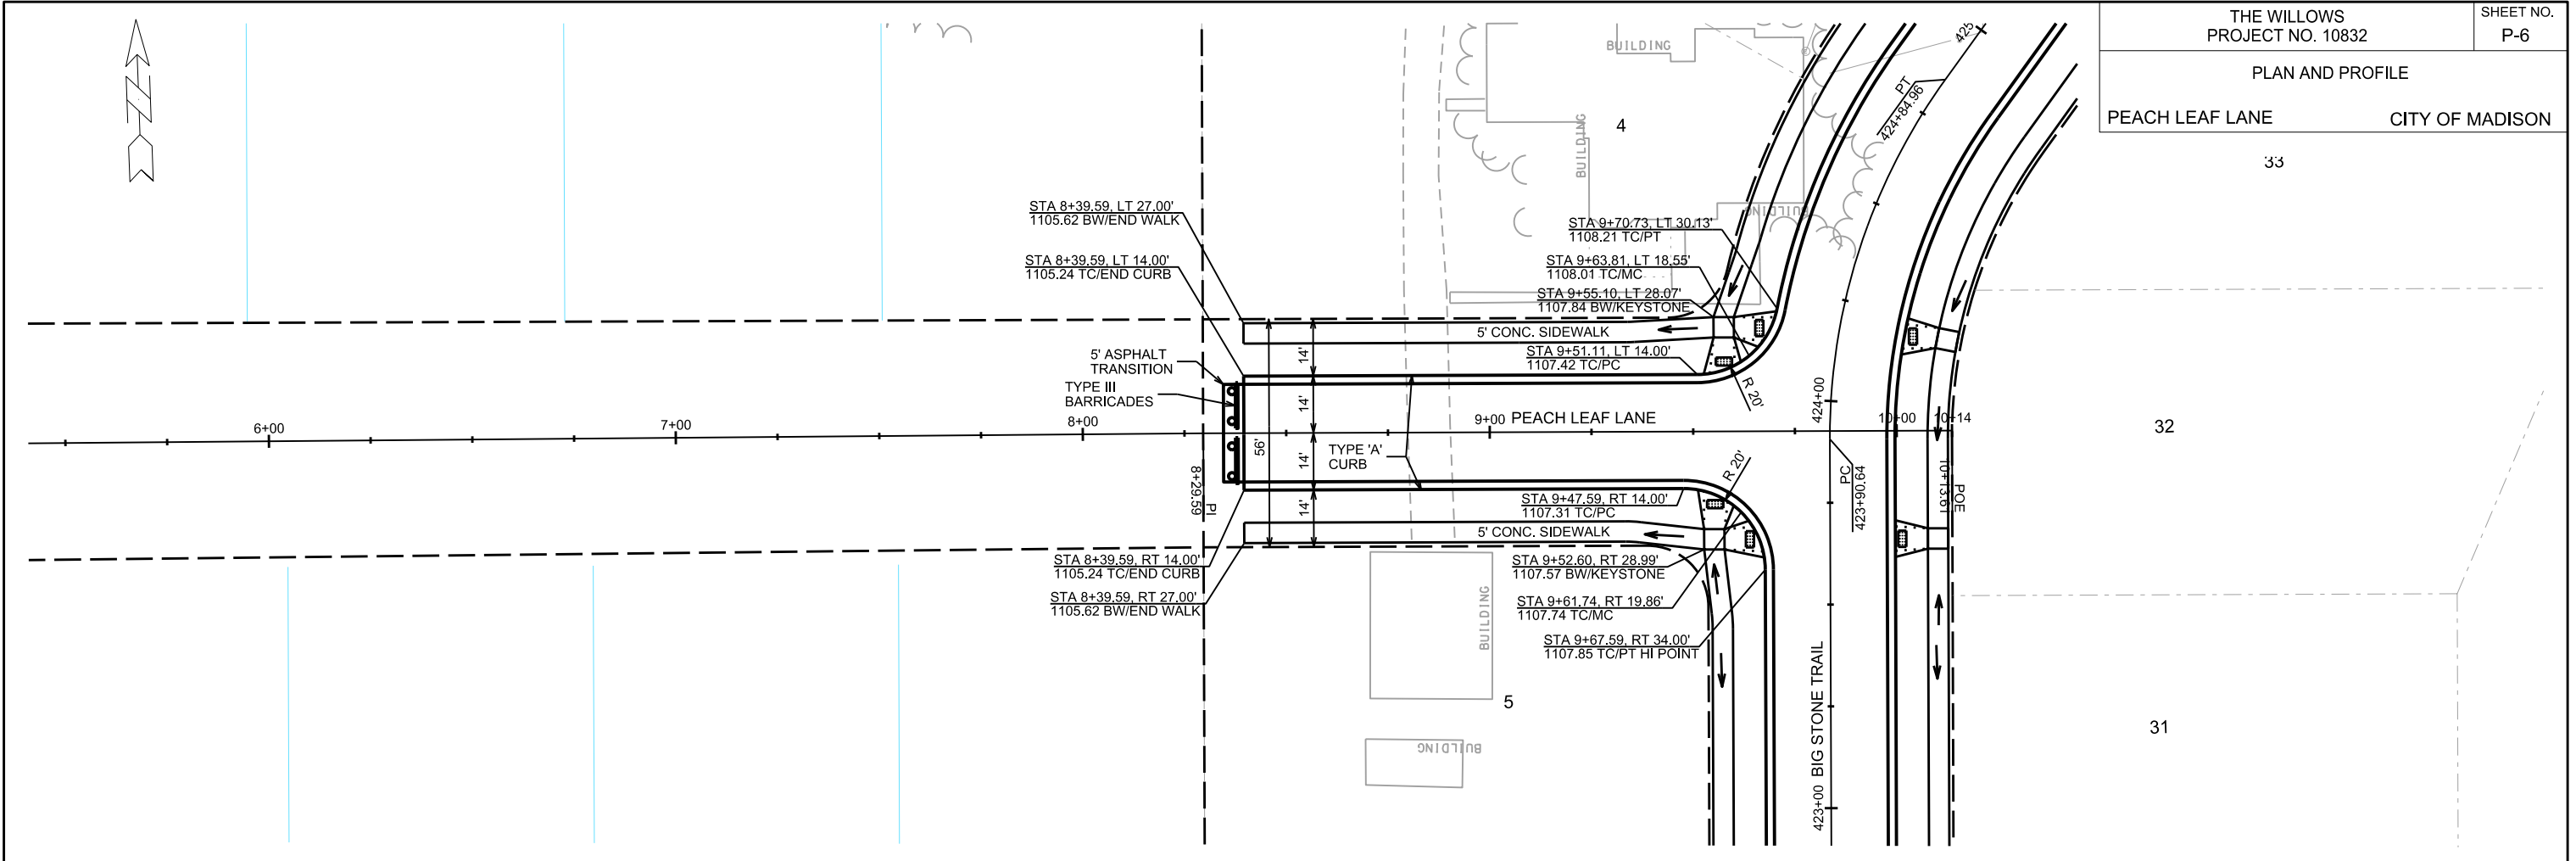 THE WILLOWS
PROJECT NO. 10832
SHEET NO.
P-6
PLAN AND PROFILE
PEACH LEAF LANE
CITY OF MADISON
N
BUILDING
BUILDING
BUILDING
4
425
PT
424+84.96
33
STA 8+39.59, LT 27.00'
1105.62 BW/END WALK
STA 8+39.59, LT 14.00'
1105.24 TC/END CURB
STA 9+70.73, LT 30.13'
1108.21 TC/PT
STA 9+63.81, LT 18.55'
1108.01 TC/MC
STA 9+55.10, LT 28.07'
1107.84 BW/KEYSTONE
5' CONC. SIDEWALK
STA 9+51.11, LT 14.00'
1107.42 TC/PC
5' ASPHALT
TRANSITION
TYPE III
BARRICADES
14'
14'
14'
14'
56'
R 20'
424+00
6+00
7+00
8+00
9+00
PEACH LEAF LANE
10+00
10+14
32
TYPE 'A'
CURB
R 20'
PI
8+29.59
PC
423+90.64
POE
10+13.61
STA 9+47.59, RT 14.00'
1107.31 TC/PC
5' CONC. SIDEWALK
STA 8+39.59, RT 14.00'
1105.24 TC/END CURB
STA 8+39.59, RT 27.00'
1105.62 BW/END WALK
STA 9+52.60, RT 28.99'
1107.57 BW/KEYSTONE
STA 9+61.74, RT 19.86'
1107.74 TC/MC
STA 9+67.59, RT 34.00'
1107.85 TC/PT HI POINT
BUILDING
5
BUILDING
423+00
BIG STONE TRAIL
31